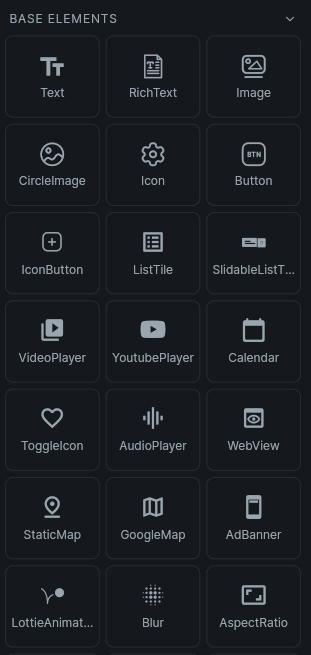 BASE ELEMENTS
Text RichText Image
CircleImage Icon BTN Button
IconButton ListTile SlidableListT...
VideoPlayer YoutubePlayer Calendar
ToggleIcon AudioPlayer WebView
StaticMap GoogleMap AdBanner
LottieAnimat... Blur AspectRatio